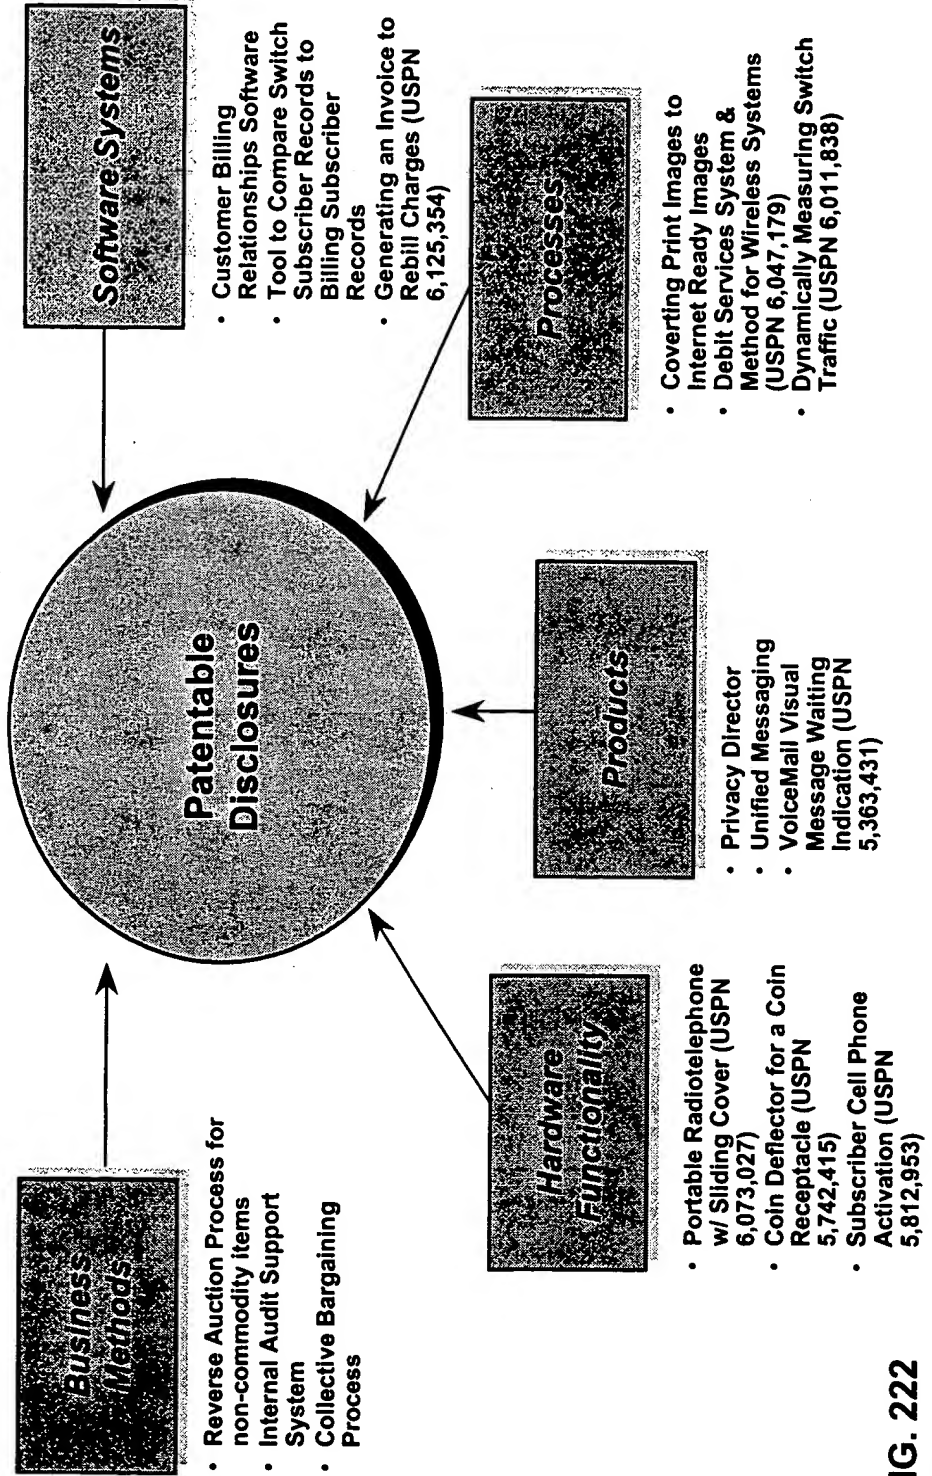 Patentable
Disclosures
Business
Methods
• Reverse Auction Process for
non-commodity items
• Internal Audit Support
System
• Collective Bargaining
Process
Hardware
Functionality
• Portable Radiotelephone
w/ Sliding Cover (USPN
6,073,027)
• Coin Deflector for a Coin
Receptacle (USPN
5,742,415)
• Subscriber Cell Phone
Activation (USPN
5,812,953)
Products
• Privacy Director
• Unified Messaging
• VoiceMail Visual
Message Waiting
Indication (USPN
5,363,431)
Processes
• Coverting Print Images to
Internet Ready Images
• Debit Services System &
Method for Wireless Systems
(USPN 6,047,179)
• Dynamically Measuring Switch
Traffic (USPN 6,011,838)
Software Systems
• Customer Billing
Relationships Software
• Tool to Compare Switch
Subscriber Records to
Billing Subscriber
Records
• Generating an Invoice to
Rebill Charges (USPN
6,125,354)
IG. 222